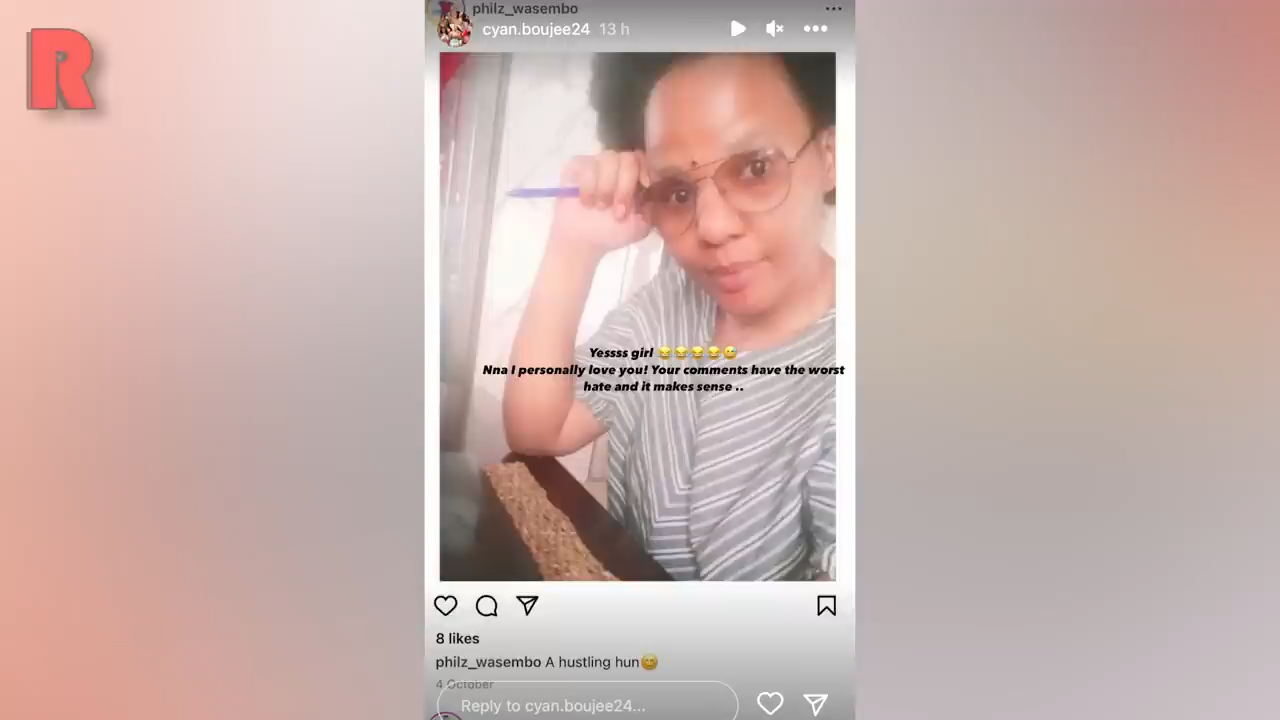 R
philz_wasembo
cyan.boujee24 13 h
Yessss girl 😂😂😂😂😅
Nna I personally love you! Your comments have the worst
hate and it makes sense ..
8 likes
philz_wasembo A hustling hun😊
4 October
Reply to cyan.boujee24...